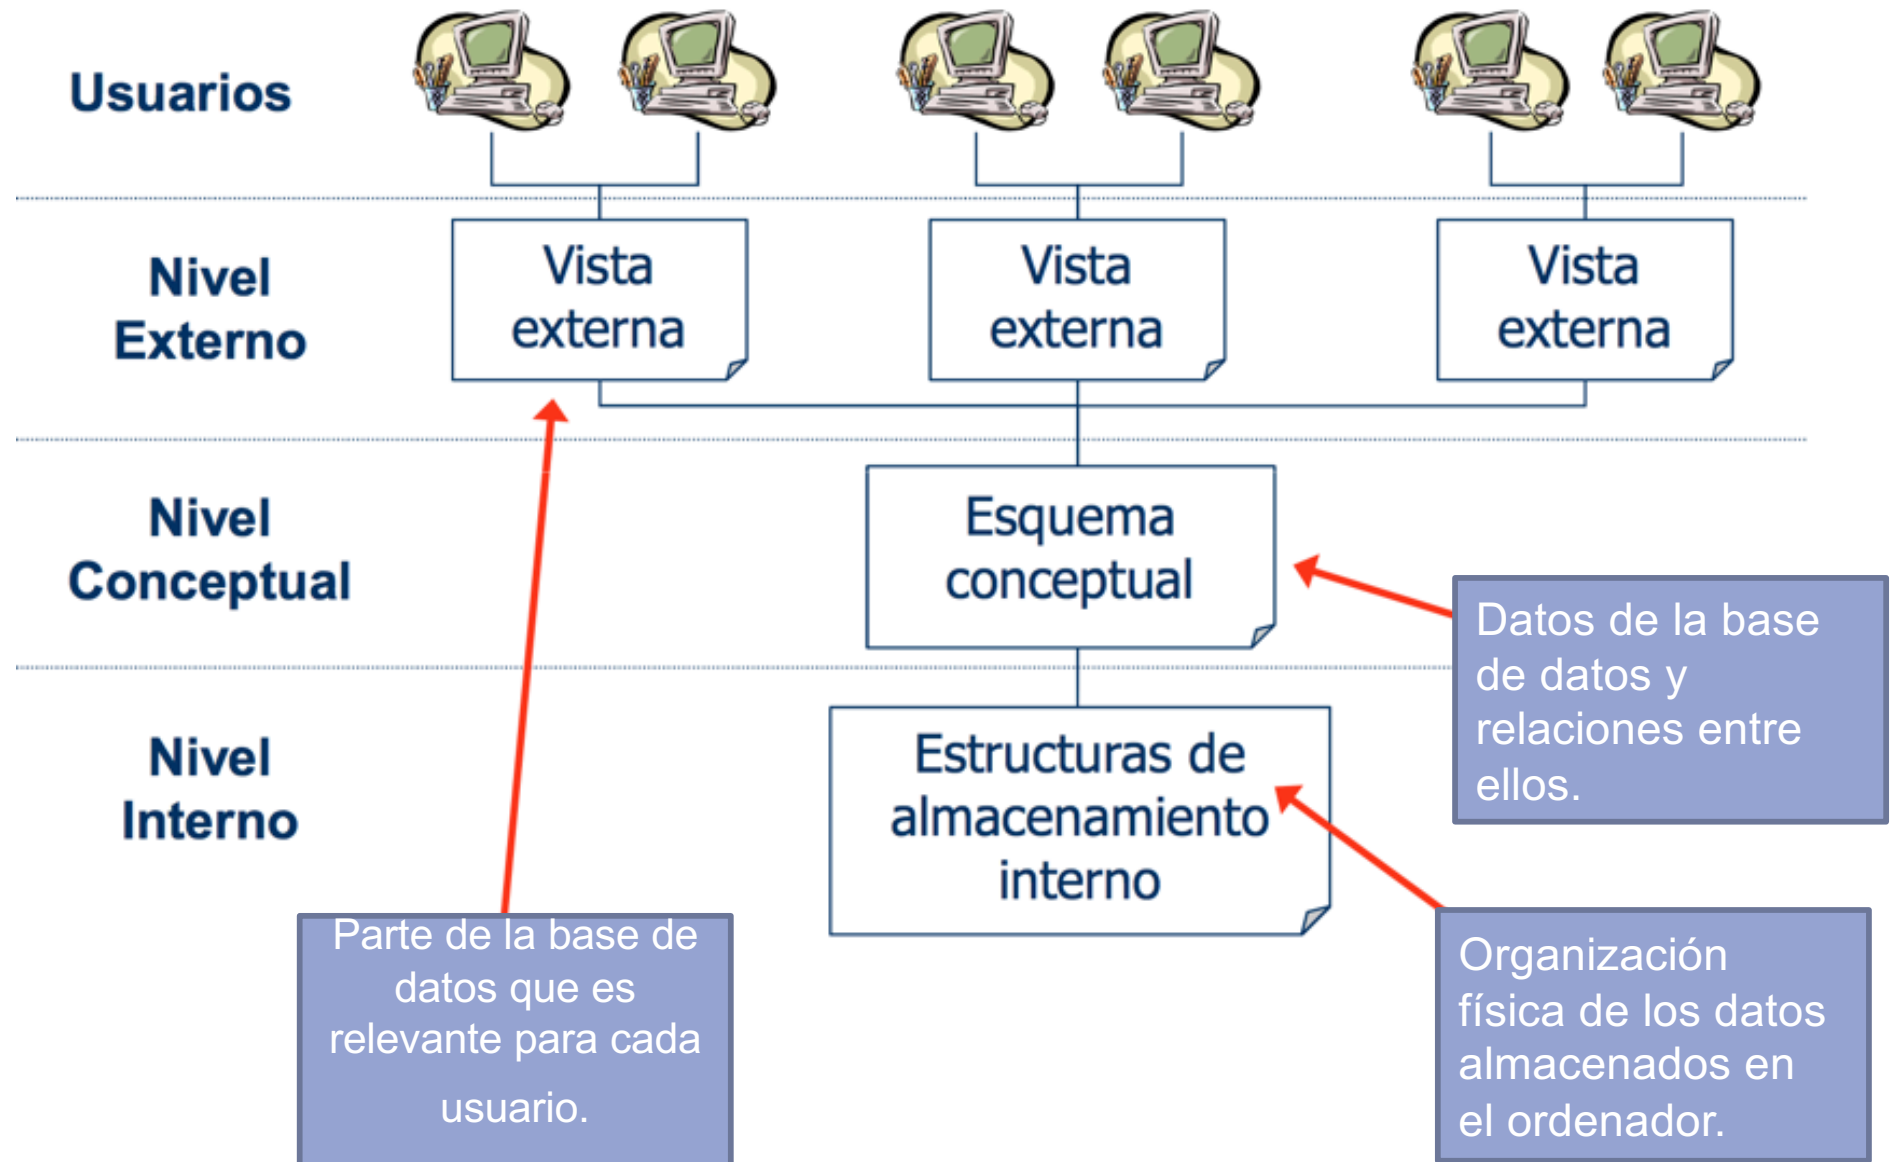 Usuarios
Nivel
Externo
Vista
externa
Vista
externa
Vista
externa
Nivel
Conceptual
Esquema
conceptual
Datos de la base
de datos y
relaciones entre
ellos.
Nivel
Interno
Estructuras de
almacenamiento
interno
Parte de la base de
datos que es
relevante para cada
usuario.
Organización
física de los datos
almacenados en
el ordenador.